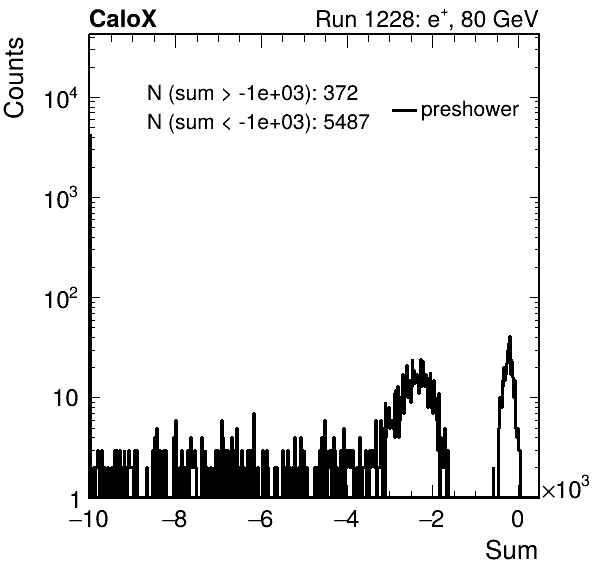 CaloX
Run 1228: e+, 80 GeV
Counts
N (sum > -1e+03): 372
N (sum < -1e+03): 5487
preshower
10⁴
10³
10²
10
1
−10 −8 −6 −4 −2 0
×10³
Sum